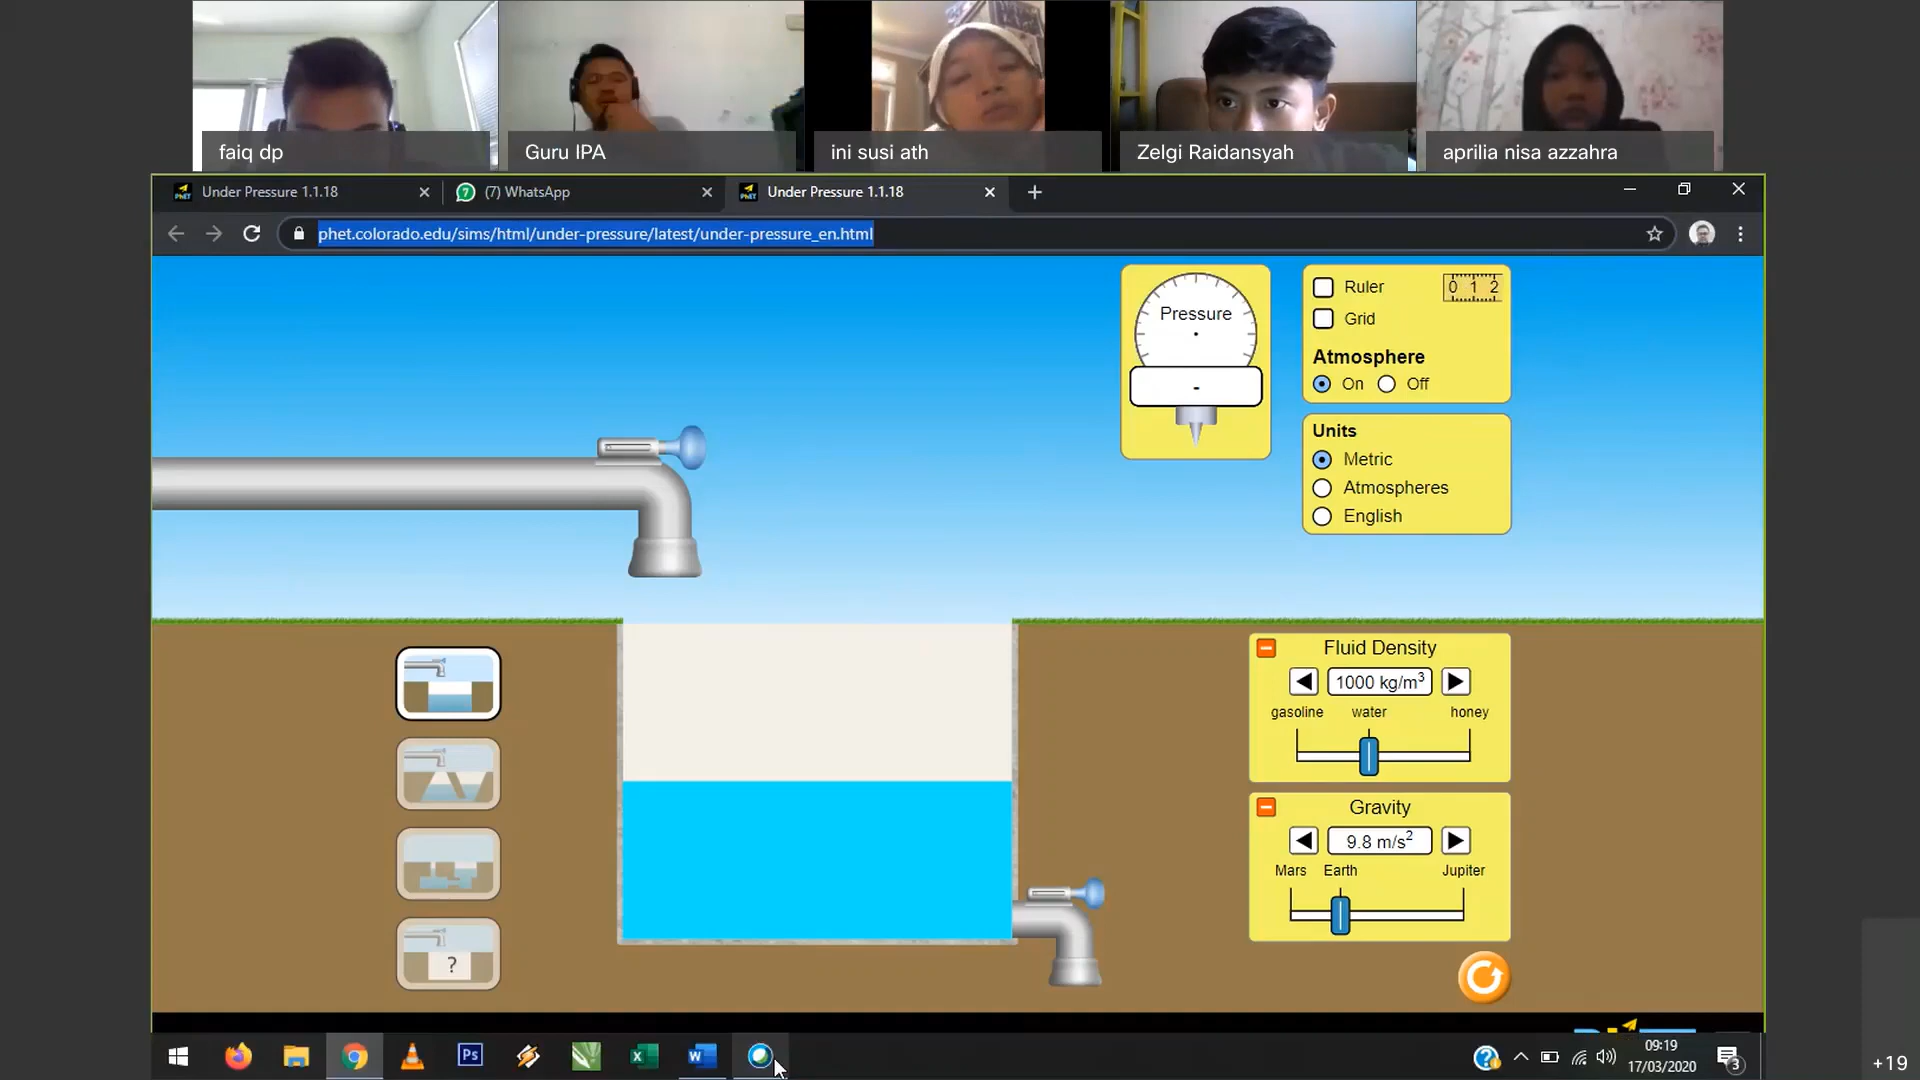 faiq dp
Guru IPA
ini susi ath
Zelgi Raidansyah
aprilia nisa azzahra
Under Pressure 1.1.18
7
(7) WhatsApp
Under Pressure 1.1.18
phet.colorado.edu/sims/html/under-pressure/latest/under-pressure_en.html
Pressure
-
Ruler
0 1 2
Grid
Atmosphere
On
Off
Units
Metric
Atmospheres
English
Fluid Density
1000 kg/m³
gasoline
water
honey
Gravity
9.8 m/s²
Mars
Earth
Jupiter
?
Ps
09:19
17/03/2020
3
+19